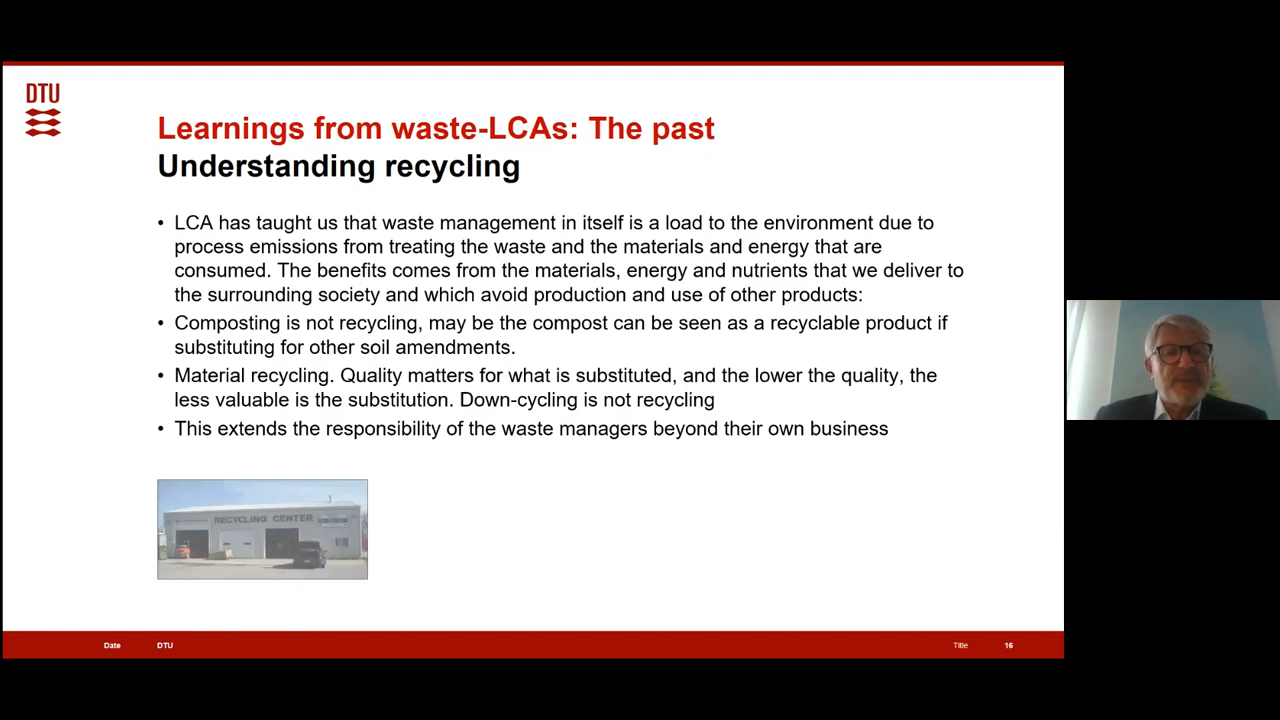 DTU
Learnings from waste-LCAs: The past
Understanding recycling
• LCA has taught us that waste management in itself is a load to the environment due to
process emissions from treating the waste and the materials and energy that are
consumed. The benefits comes from the materials, energy and nutrients that we deliver to
the surrounding society and which avoid production and use of other products:
• Composting is not recycling, may be the compost can be seen as a recyclable product if
substituting for other soil amendments.
• Material recycling. Quality matters for what is substituted, and the lower the quality, the
less valuable is the substitution. Down-cycling is not recycling
• This extends the responsibility of the waste managers beyond their own business
RECYCLING CENTER
Date DTU Title 16